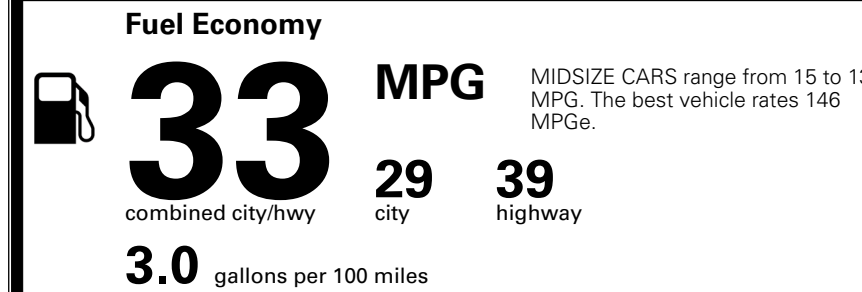 Fuel Economy
33
MPG
MIDSIZE CARS range from 15 to
MPG. The best vehicle rates 146
MPGe.
29
39
combined city/hwy
city
highway
3.0 gallons per 100 miles